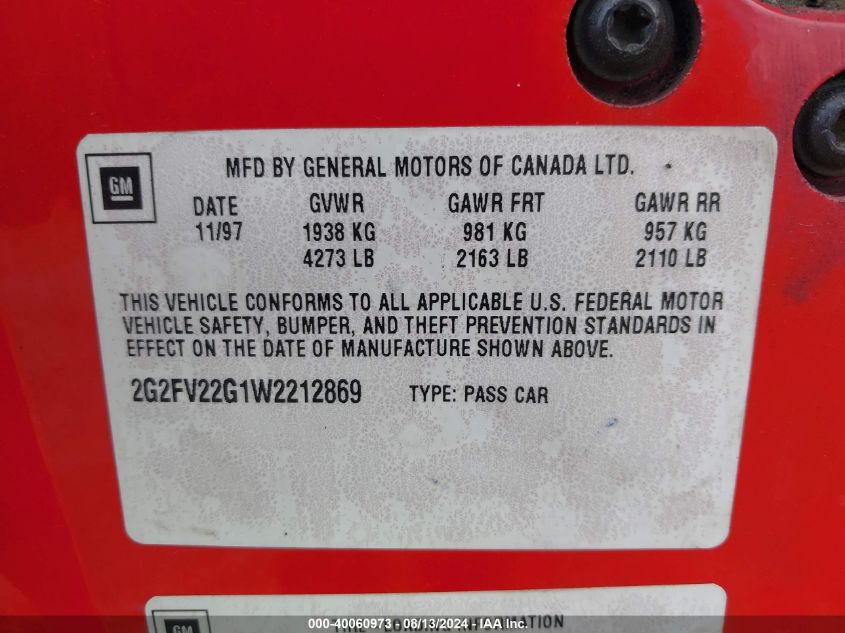 MFD BY GENERAL MOTORS OF CANADA LTD.
GM
DATE GVWR GAWR FRT GAWR RR
11/97 1938 KG 981 KG 957 KG
4273 LB 2163 LB 2110 LB
THIS VEHICLE CONFORMS TO ALL APPLICABLE U.S. FEDERAL MOTOR
VEHICLE SAFETY, BUMPER, AND THEFT PREVENTION STANDARDS IN
EFFECT ON THE DATE OF MANUFACTURE SHOWN ABOVE.
2G2FV22G1W2212869 TYPE: PASS CAR
GM
000-40060973 - 08/13/2024 - IAA Inc.